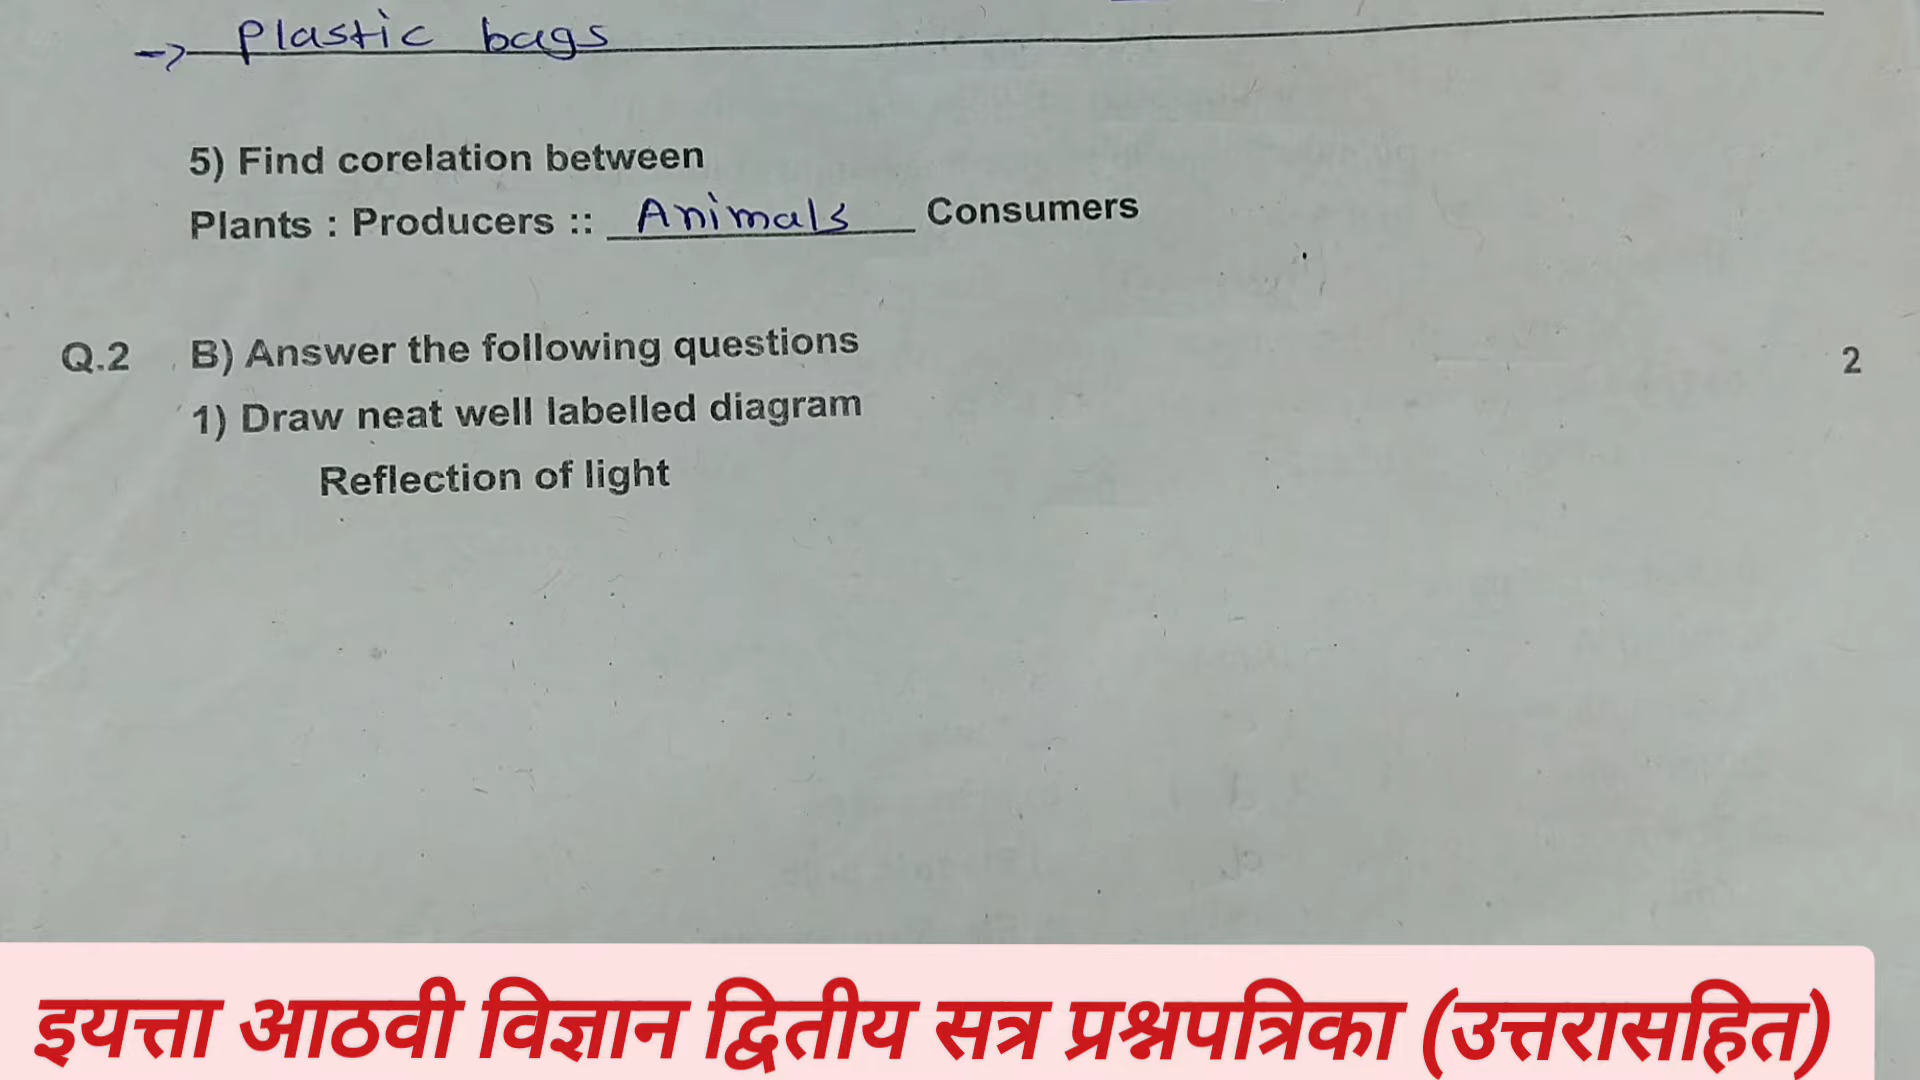 -> Plastic bags
5) Find corelation between
Plants : Producers :: Animals Consumers
Q.2 B) Answer the following questions 2
1) Draw neat well labelled diagram
Reflection of light
इयत्ता आठवी विज्ञान द्वितीय सत्र प्रश्नपत्रिका (उत्तरासहित)